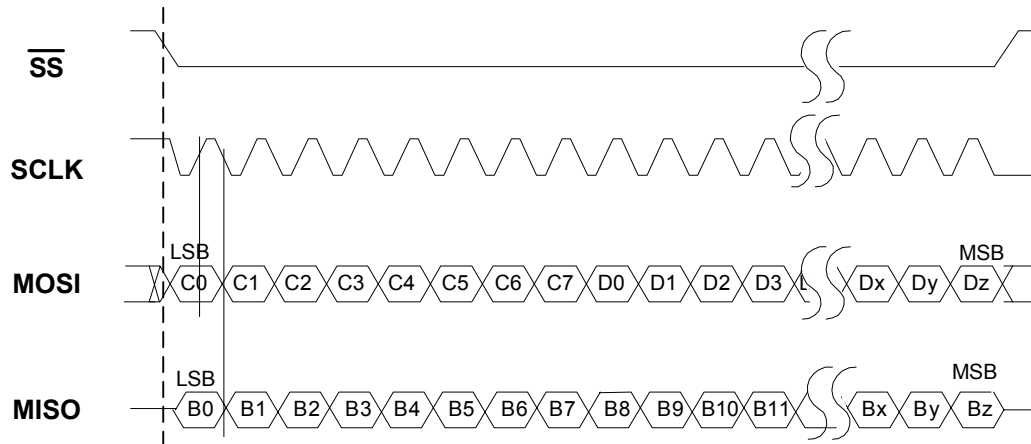 SS
SCLK
LSB
MSB
MOSI
C0 C1 C2 C3 C4 C5 C6 C7 D0 D1 D2 D3 Dx Dy Dz
LSB
MSB
MISO
B0 B1 B2 B3 B4 B5 B6 B7 B8 B9 B10 B11 Bx By Bz